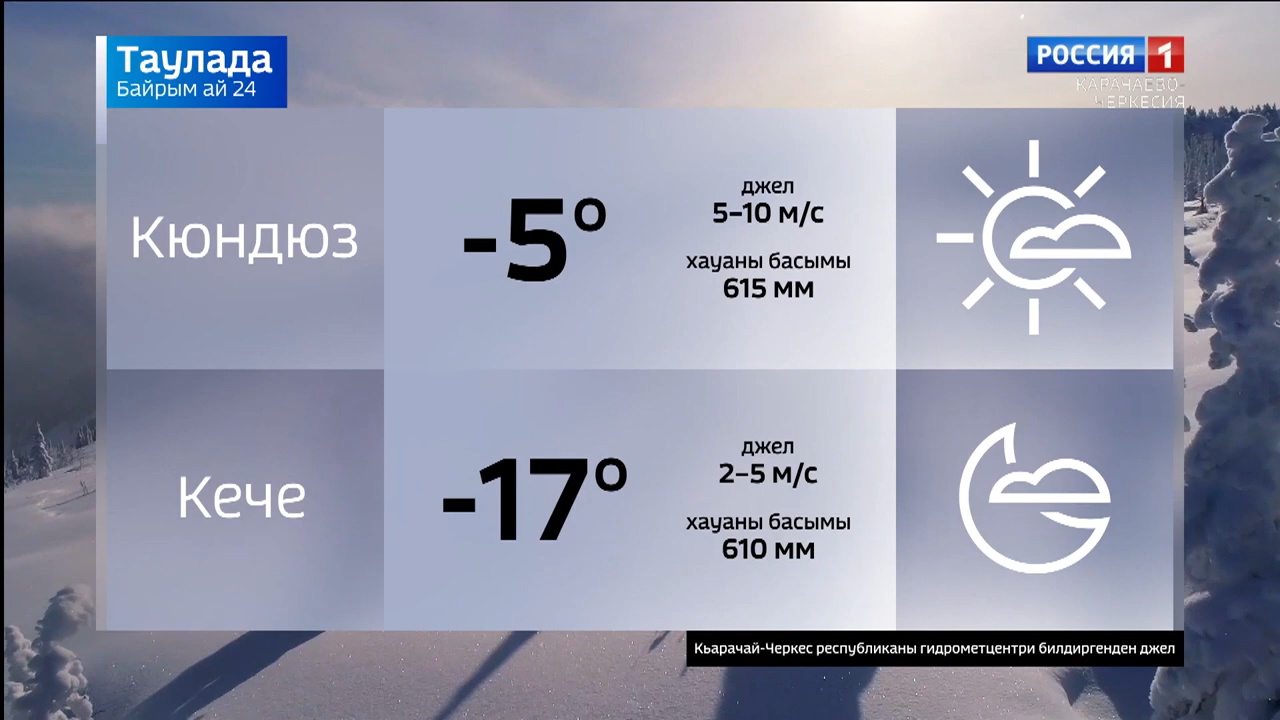 Таулада
Байрым ай 24
РОССИЯ 1
КАРАЧАЕВО-
ЧЕРКЕСИЯ
Кюндюз
-5°
джел
5–10 м/с
хауаны басымы
615 мм
Кече
-17°
джел
2–5 м/с
хауаны басымы
610 мм
Кьарачай-Черкес республиканы гидрометцентри билдиргенден джел